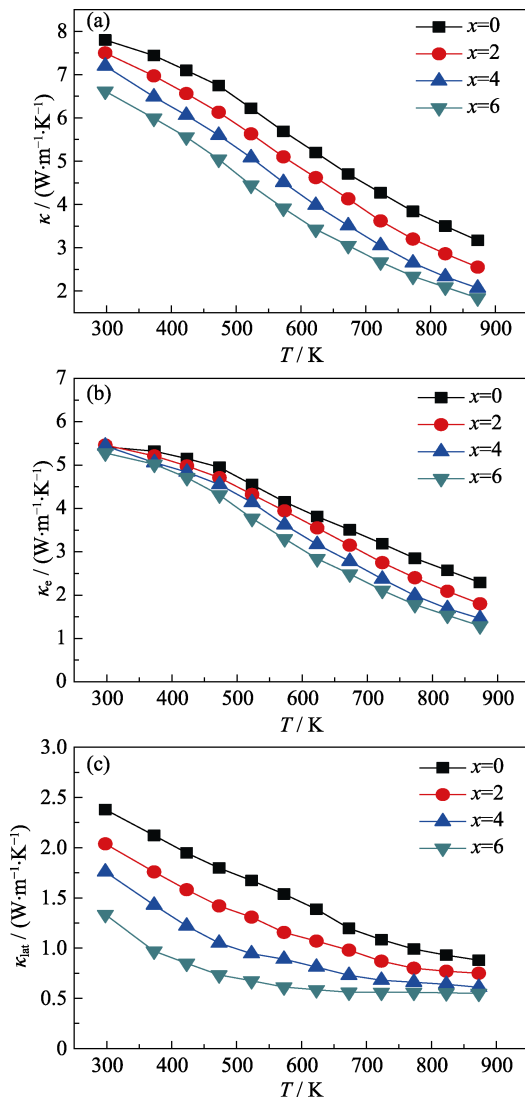 (a)
x=0
x=2
x=4
x=6
κ / (W·m⁻¹·K⁻¹)
8
7
6
5
4
3
2
300 400 500 600 700 800 900
T / K
(b)
x=0
x=2
x=4
x=6
κe / (W·m⁻¹·K⁻¹)
7
6
5
4
3
2
1
0
300 400 500 600 700 800 900
T / K
(c)
x=0
x=2
x=4
x=6
κlat / (W·m⁻¹·K⁻¹)
3.0
2.5
2.0
1.5
1.0
0.5
0
300 400 500 600 700 800 900
T / K